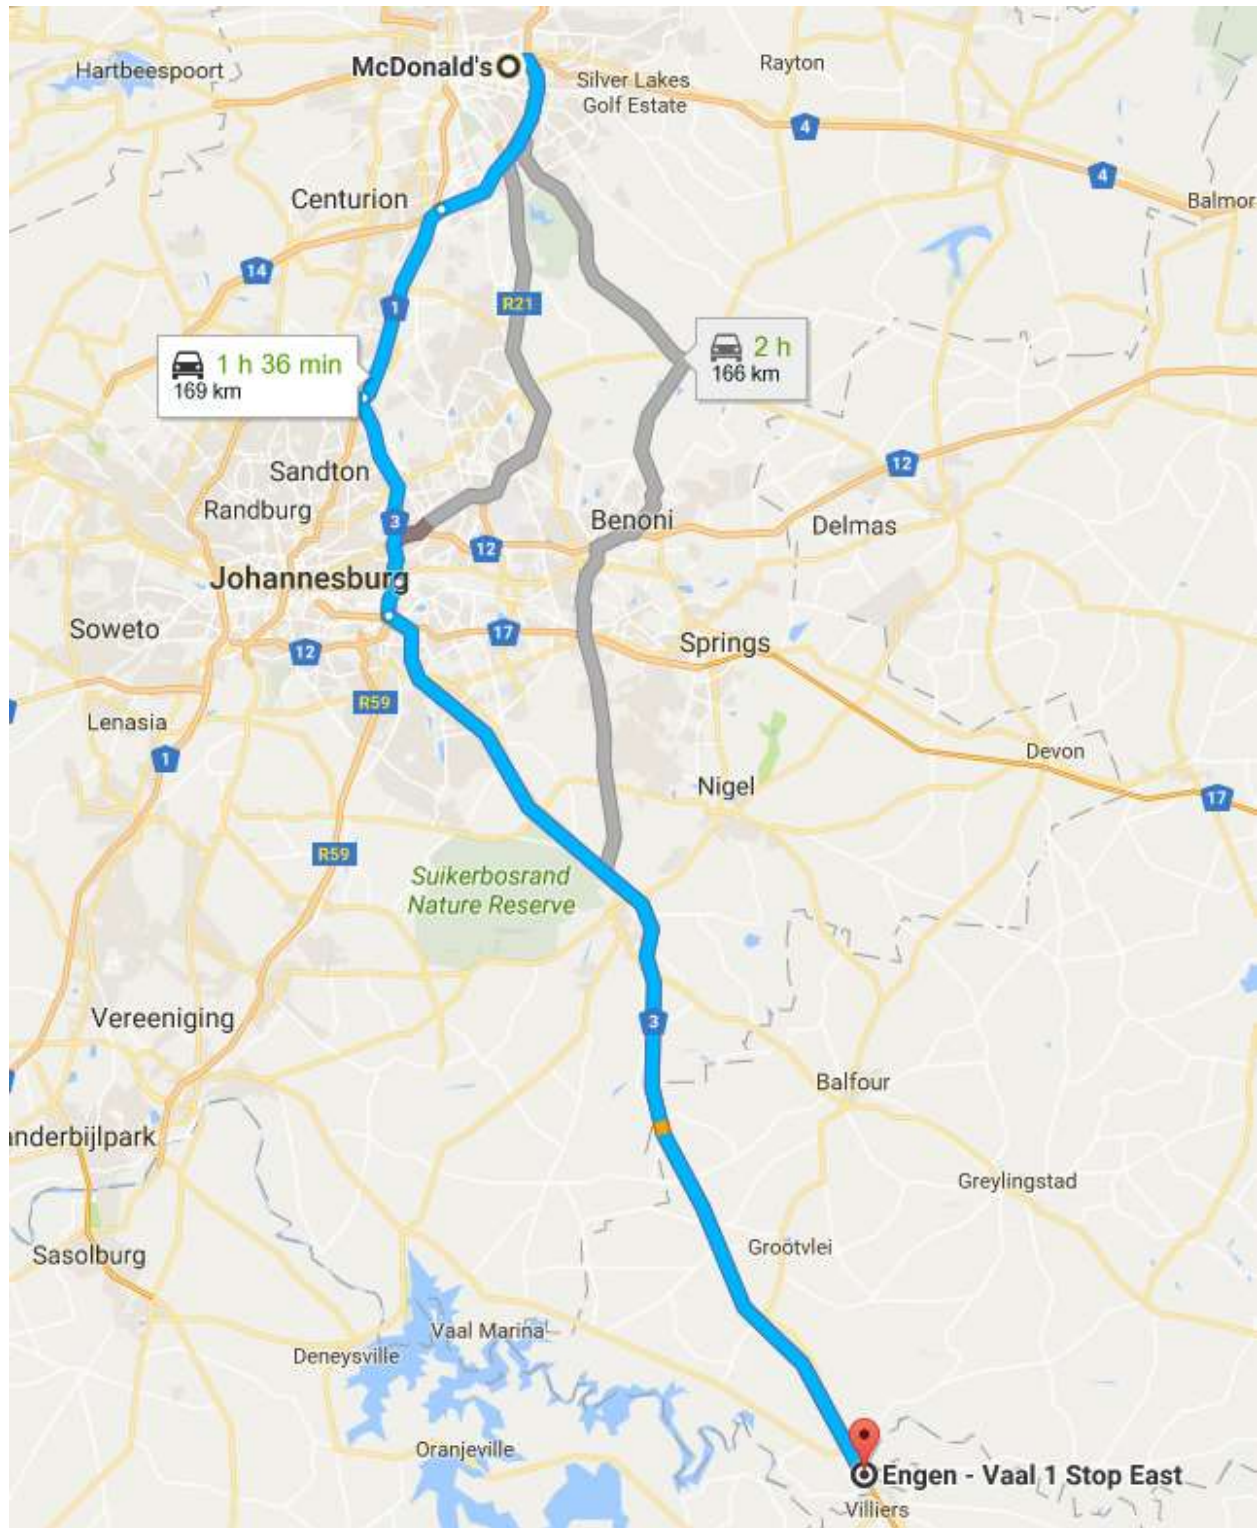 Hartbeespoort
McDonald's
Silver Lakes
Golf Estate
Rayton
4
4
Balmor
Centurion
14
1
R21
1 h 36 min
169 km
2 h
166 km
Sandton
Randburg
3
12
Benoni
12
Delmas
Johannesburg
Soweto
12
17
Springs
R59
Lenasia
1
Devon
Nigel
17
R59
Suikerbosrand
Nature Reserve
Vereeniging
3
Balfour
anderbijlpark
Greylingstad
Sasolburg
Grootvlei
Vaal Marina
Deneysville
Oranjeville
Engen - Vaal 1 Stop East
Villiers